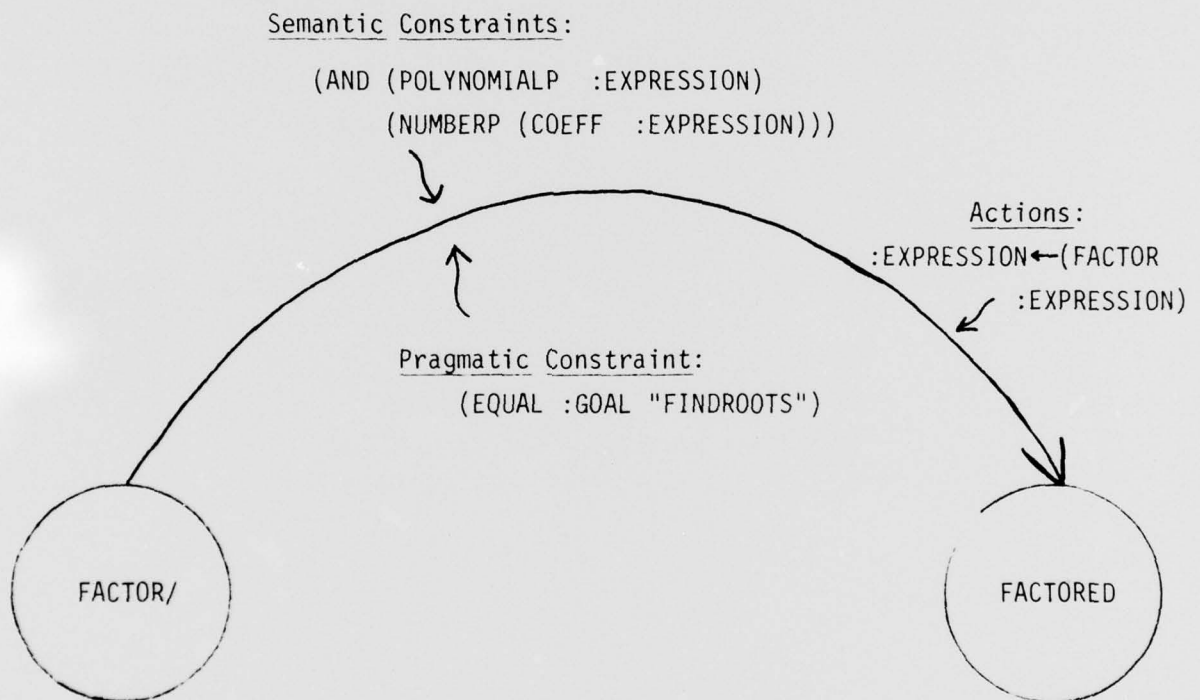 Semantic Constraints:
(AND (POLYNOMIALP :EXPRESSION)
(NUMBERP (COEFF :EXPRESSION)))
Actions:
:EXPRESSION←(FACTOR
:EXPRESSION)
Pragmatic Constraint:
(EQUAL :GOAL "FINDROOTS")
FACTOR/
FACTORED